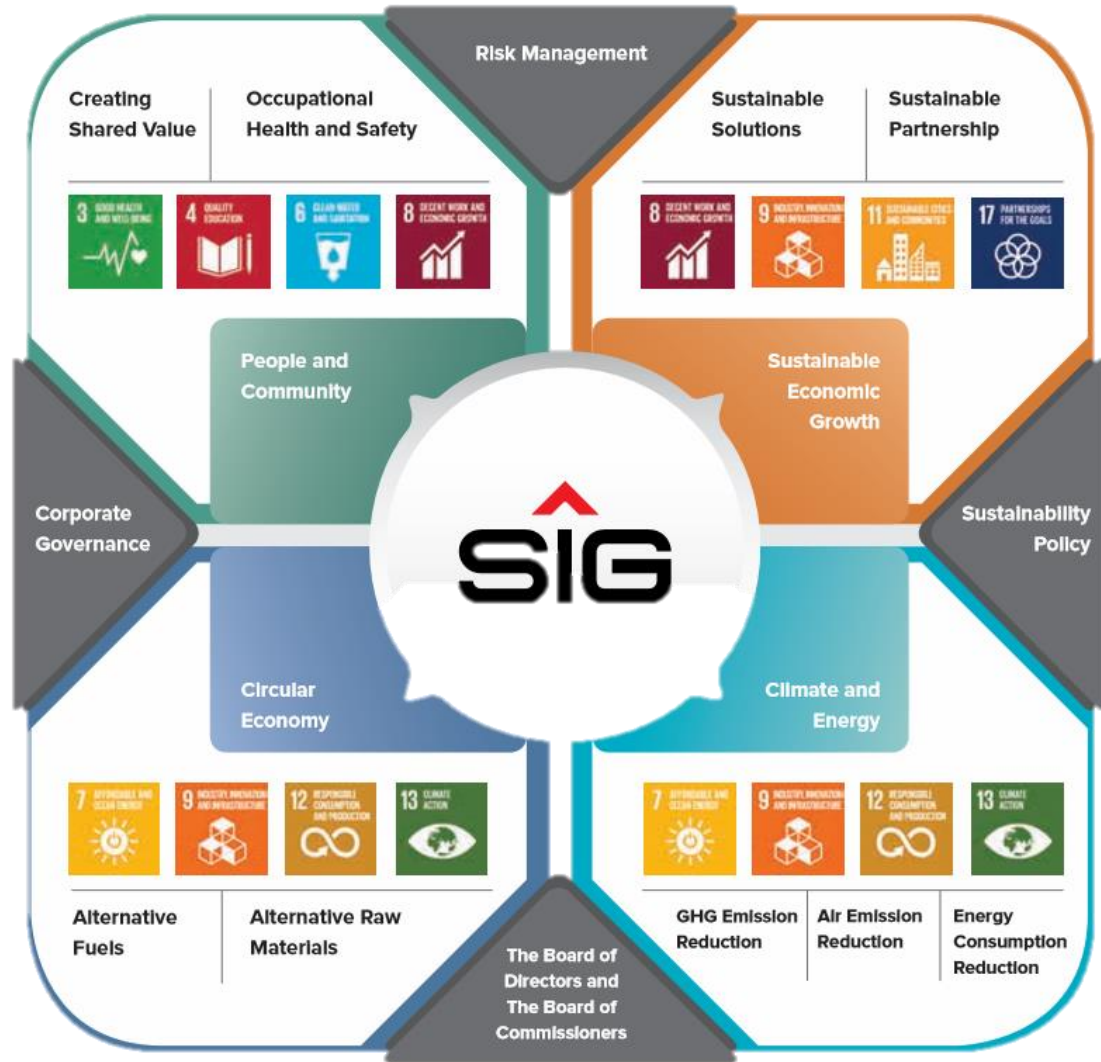 Risk Management
Creating
Shared Value
Occupational
Health and Safety
3 GOOD HEALTH
AND WELL-BEING
4 QUALITY
EDUCATION
6 CLEAN WATER
AND SANITATION
8 DECENT WORK AND
ECONOMIC GROWTH
People and
Community
Sustainable
Solutions
Sustainable
Partnership
8 DECENT WORK AND
ECONOMIC GROWTH
9 INDUSTRY, INNOVATION
AND INFRASTRUCTURE
11 SUSTAINABLE CITIES
AND COMMUNITIES
17 PARTNERSHIPS
FOR THE GOALS
Sustainable
Economic
Growth
Corporate
Governance
SIG
Sustainability
Policy
Circular
Economy
7 AFFORDABLE AND
CLEAN ENERGY
9 INDUSTRY, INNOVATION
AND INFRASTRUCTURE
12 RESPONSIBLE
CONSUMPTION
AND PRODUCTION
13 CLIMATE
ACTION
Alternative
Fuels
Alternative Raw
Materials
Climate and
Energy
7 AFFORDABLE AND
CLEAN ENERGY
9 INDUSTRY, INNOVATION
AND INFRASTRUCTURE
12 RESPONSIBLE
CONSUMPTION
AND PRODUCTION
13 CLIMATE
ACTION
GHG Emission
Reduction
Air Emission
Reduction
Energy
Consumption
Reduction
The Board of
Directors and
The Board of
Commissioners